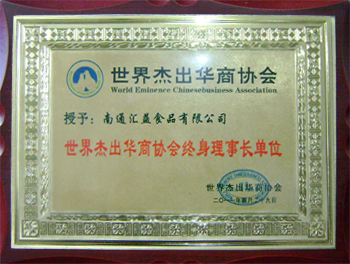 世界杰出华商协会
World Eminence Chinesebusiness Association
授予：南通汇益食品有限公司
世界杰出华商协会终身理事长单位
世界杰出华商协会